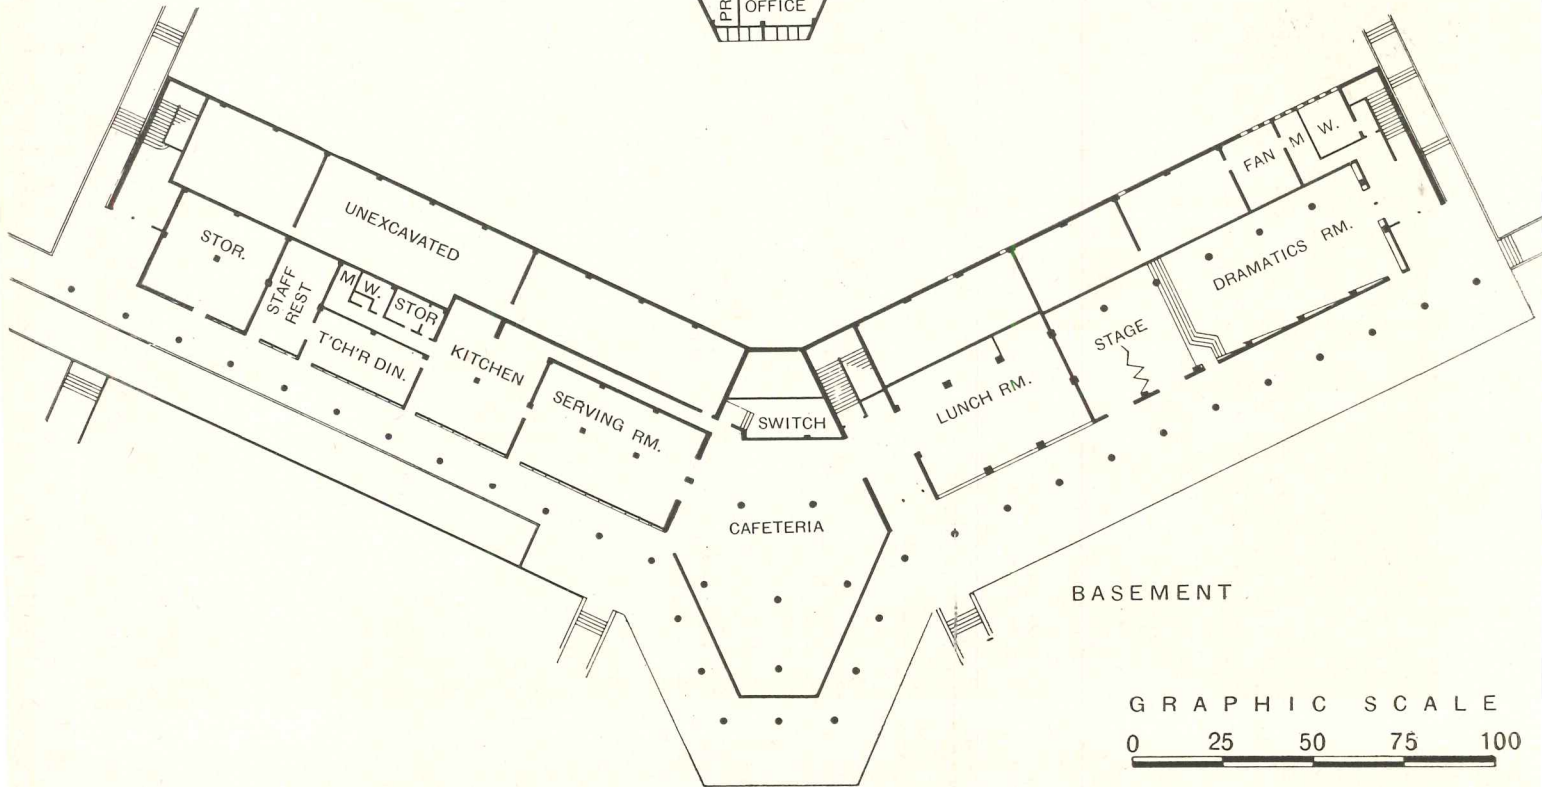 PR
OFFICE
UNEXCAVATED
STOR.
STAFF
REST
M
W.
STOR
T'CH'R DIN.
KITCHEN
SERVING RM.
SWITCH
CAFETERIA
LUNCH RM.
STAGE
DRAMATICS RM.
FAN
M
W.
BASEMENT
GRAPHIC SCALE
0 25 50 75 100